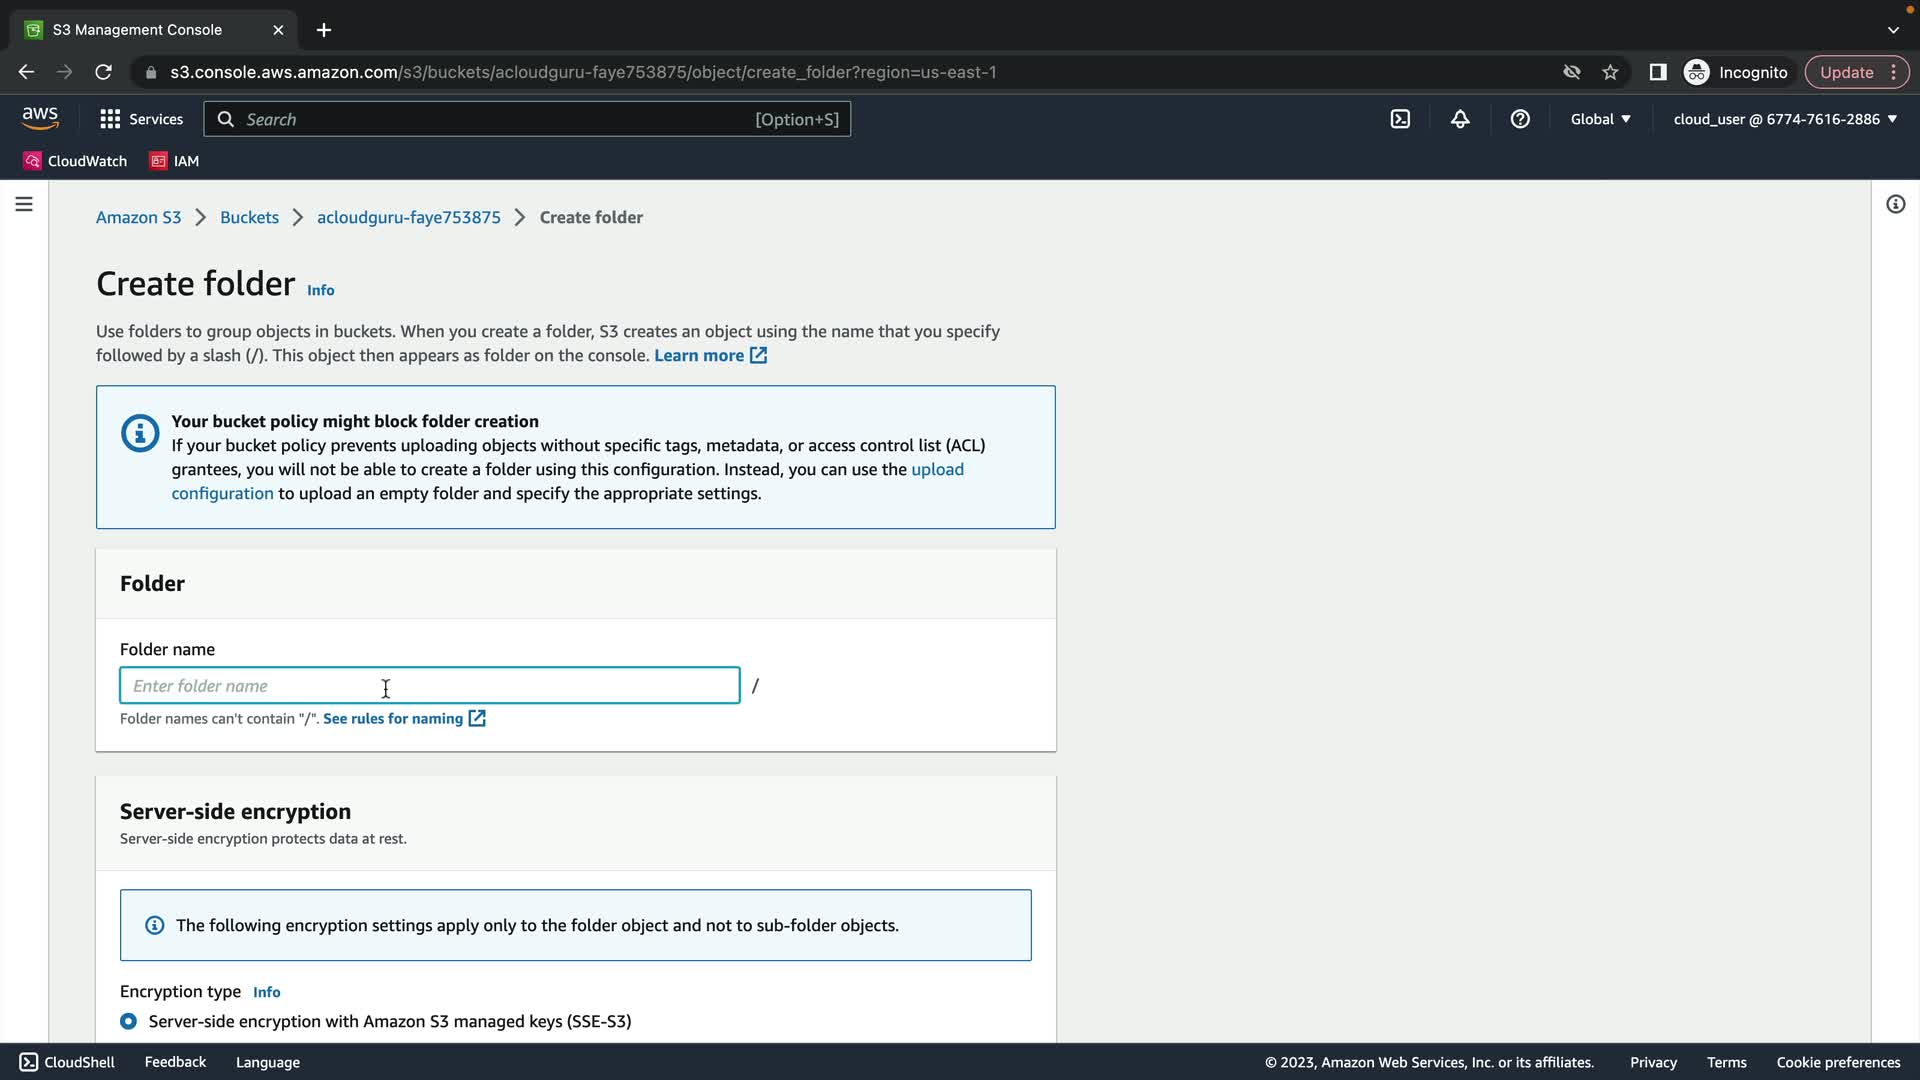 S3 Management Console
s3.console.aws.amazon.com/s3/buckets/acloudguru-faye753875/object/create_folder?region=us-east-1
Incognito
Update
aws
Services
Search
[Option+S]
Global
cloud_user @ 6774-7616-2886
CloudWatch
IAM
Amazon S3
Buckets
acloudguru-faye753875
Create folder
Create folder Info
Use folders to group objects in buckets. When you create a folder, S3 creates an object using the name that you specify
followed by a slash (/). This object then appears as folder on the console. Learn more
Your bucket policy might block folder creation
If your bucket policy prevents uploading objects without specific tags, metadata, or access control list (ACL)
grantees, you will not be able to create a folder using this configuration. Instead, you can use the upload
configuration to upload an empty folder and specify the appropriate settings.
Folder
Folder name
Enter folder name /
Folder names can't contain "/". See rules for naming
Server-side encryption
Server-side encryption protects data at rest.
The following encryption settings apply only to the folder object and not to sub-folder objects.
Encryption type Info
Server-side encryption with Amazon S3 managed keys (SSE-S3)
CloudShell
Feedback
Language
© 2023, Amazon Web Services, Inc. or its affiliates.
Privacy
Terms
Cookie preferences